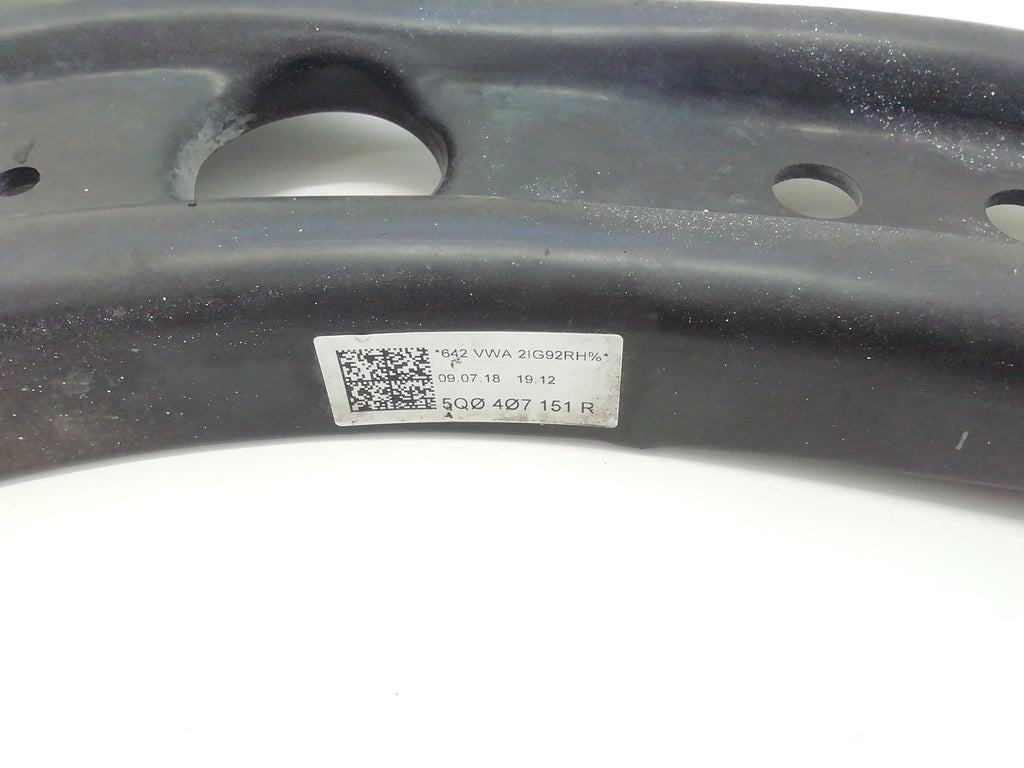 *642 VWA 2IG92RH%*
09.07.18 19.12
5QØ 4Ø7 151 R